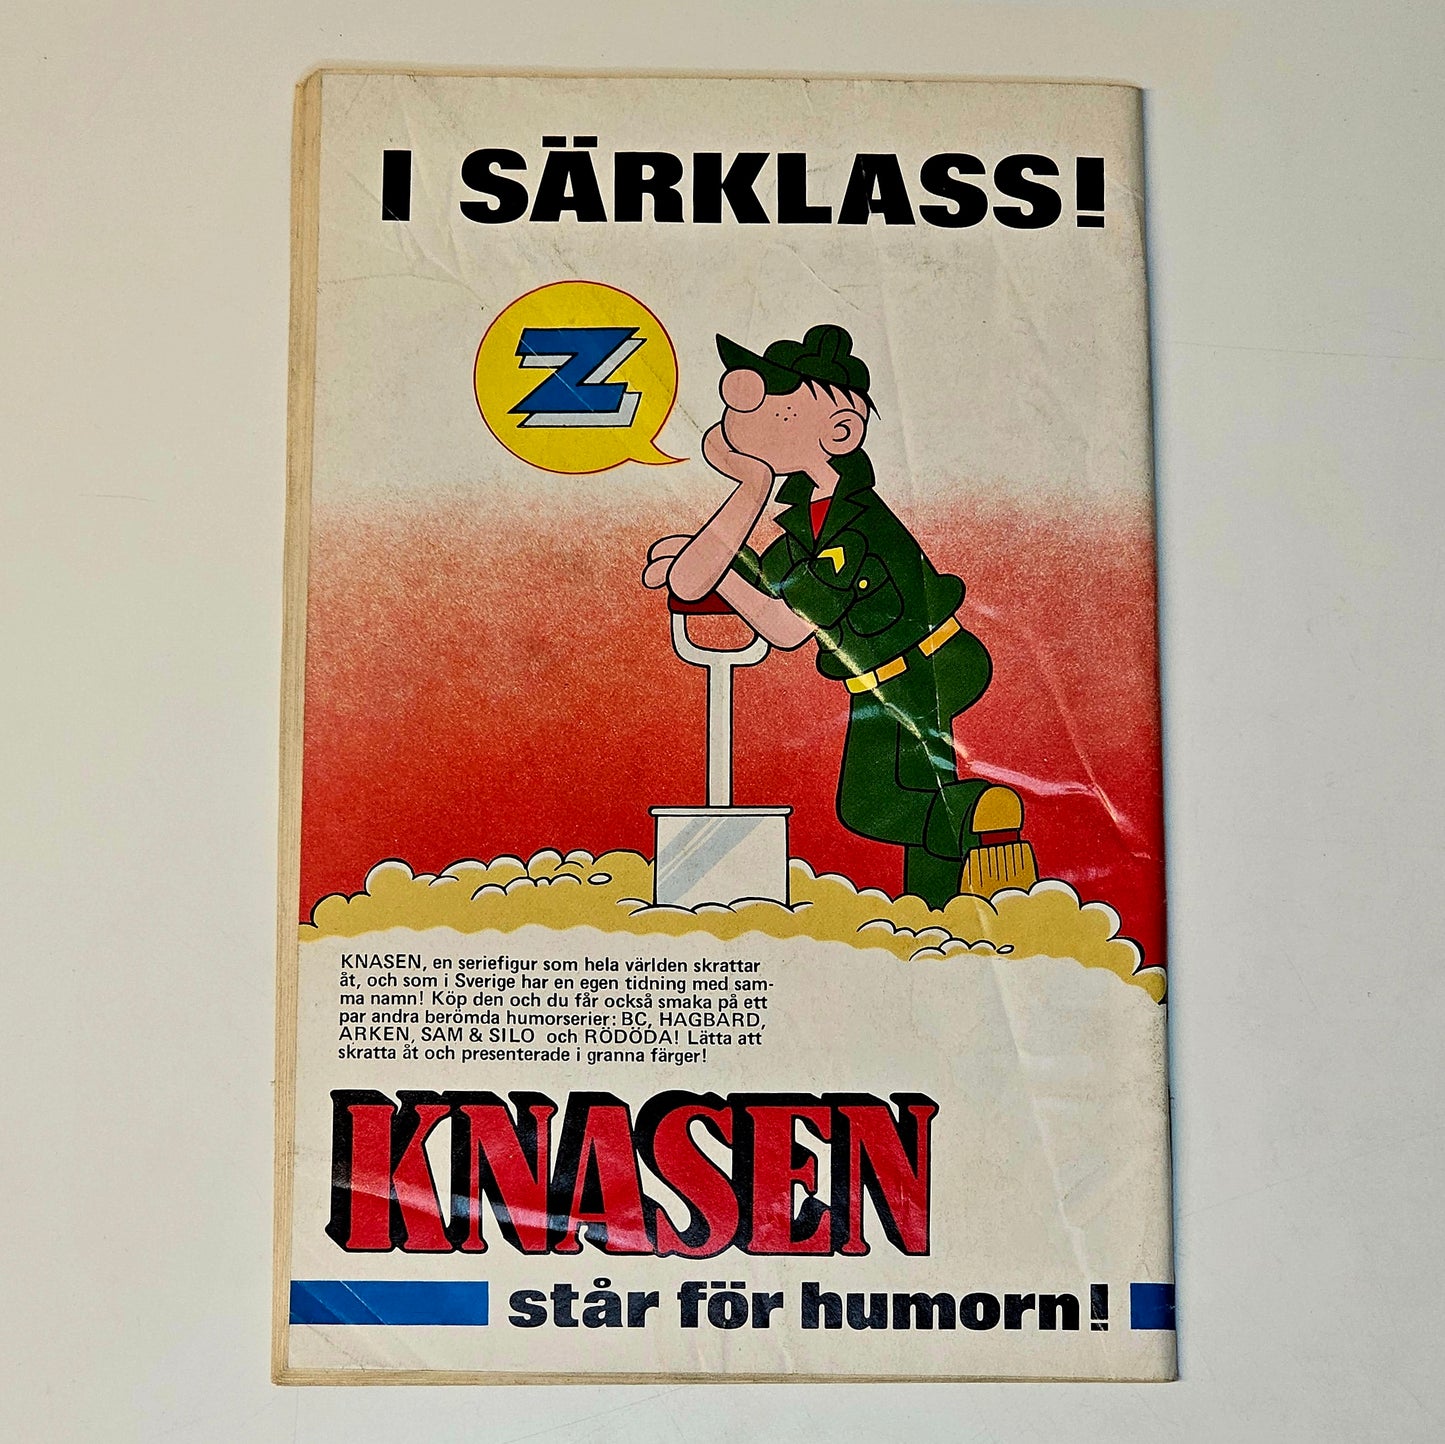 I SÄRKLASS!
Z
KNASEN, en seriefigur som hela världen skrattar
åt, och som i Sverige har en egen tidning med sam-
ma namn! Köp den och du får också smaka på ett
par andra berömda humorserier: BC, HAGBARD,
ARKEN, SAM & SILO och RÖDÖDA! Lätta att
skratta åt och presenterade i granna färger!
KNASEN
står för humorn!